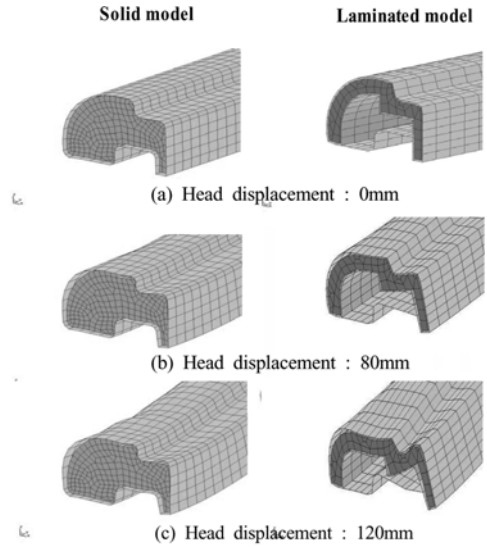 Solid model
Laminated model
(a) Head displacement : 0mm
(b) Head displacement : 80mm
(c) Head displacement : 120mm